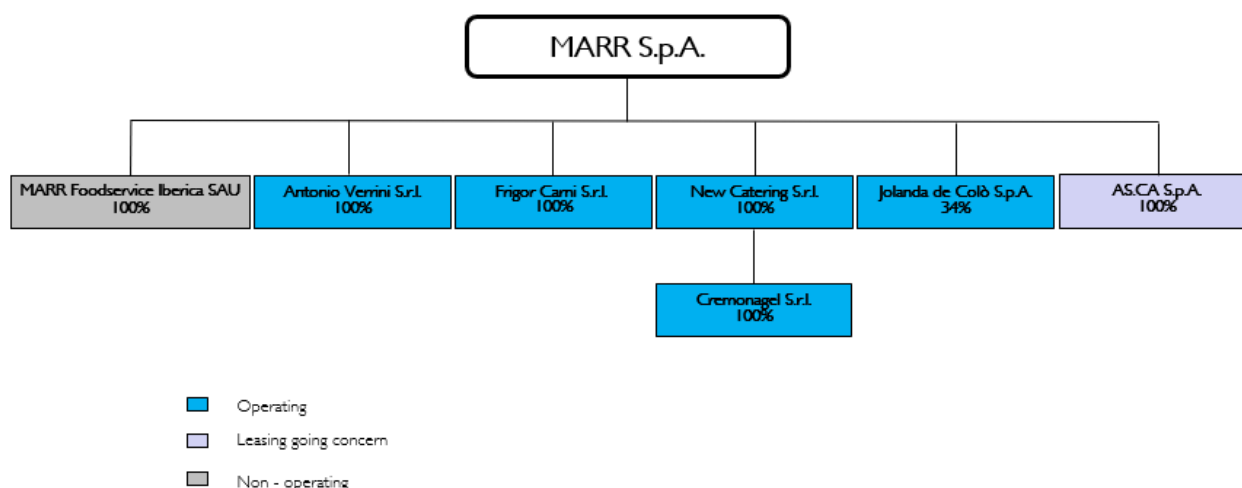 MARR S.p.A.
MARR Foodservice Iberica SAU
100%
Antonio Verrini S.r.l.
100%
Frigor Carni S.r.l.
100%
New Catering S.r.l.
100%
Jolanda de Colò S.p.A.
34%
AS.CA S.p.A.
100%
Cremonagel S.r.l.
100%
Operating
Leasing going concern
Non - operating